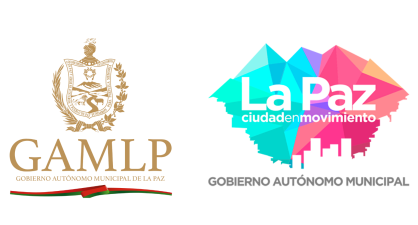 GAMLP
GOBIERNO AUTÓNOMO MUNICIPAL DE LA PAZ
La Paz
ciudadenmovimiento
GOBIERNO AUTÓNOMO MUNICIPAL